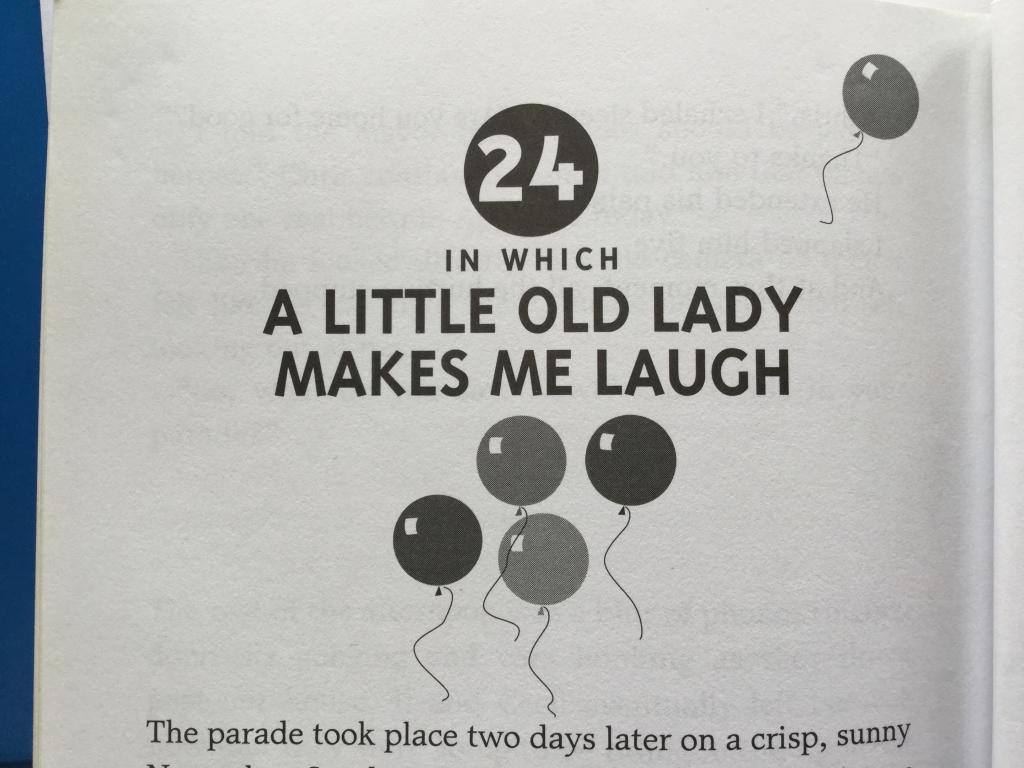 24
IN WHICH
A LITTLE OLD LADY
MAKES ME LAUGH
The parade took place two days later on a crisp, sunny